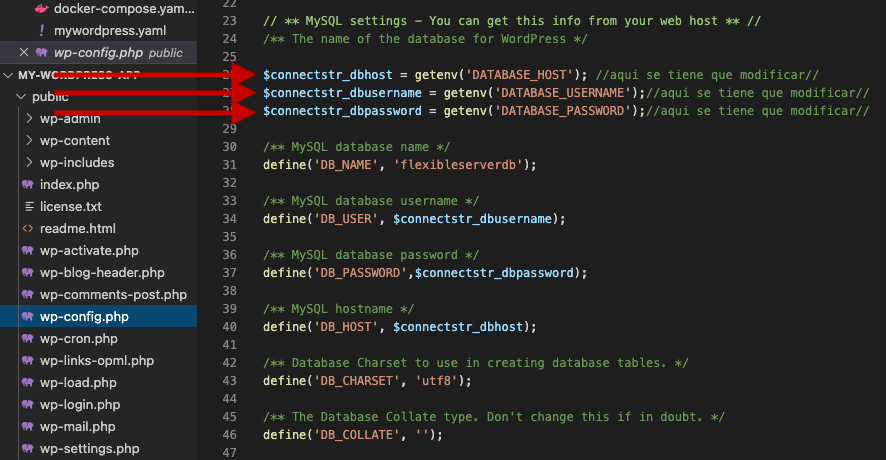 docker-compose.yam...
! mywordpress.yaml
wp-config.php public
MY-WORDPRESS-APP
public
wp-admin
wp-content
wp-includes
index.php
license.txt
readme.html
wp-activate.php
wp-blog-header.php
wp-comments-post.php
wp-config.php
wp-cron.php
wp-links-opml.php
wp-load.php
wp-login.php
wp-mail.php
wp-settings.php
22
23 // ** MySQL settings - You can get this info from your web host ** //
24 /** The name of the database for WordPress */
25
26 $connectstr_dbhost = getenv('DATABASE_HOST'); //aqui se tiene que modificar//
27 $connectstr_dbusername = getenv('DATABASE_USERNAME');//aqui se tiene que modificar//
28 $connectstr_dbpassword = getenv('DATABASE_PASSWORD');//aqui se tiene que modificar//
29
30 /** MySQL database name */
31 define('DB_NAME', 'flexibleserverdb');
32
33 /** MySQL database username */
34 define('DB_USER', $connectstr_dbusername);
35
36 /** MySQL database password */
37 define('DB_PASSWORD',$connectstr_dbpassword);
38
39 /** MySQL hostname */
40 define('DB_HOST', $connectstr_dbhost);
41
42 /** Database Charset to use in creating database tables. */
43 define('DB_CHARSET', 'utf8');
44
45 /** The Database Collate type. Don't change this if in doubt. */
46 define('DB_COLLATE', '');
47